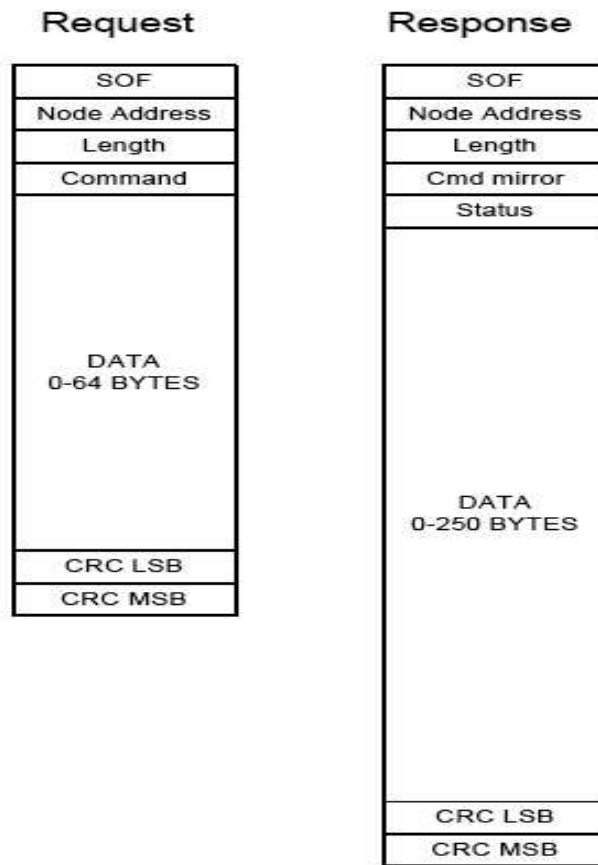 Request
SOF
Node Address
Length
Command
DATA
0-64 BYTES
CRC LSB
CRC MSB
Response
SOF
Node Address
Length
Cmd mirror
Status
DATA
0-250 BYTES
CRC LSB
CRC MSB